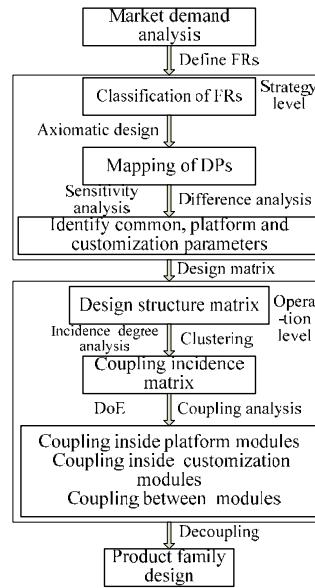 Market demand
analysis
Define FRs
Classification of FRs
Strategy
level
Axiomatic design
Mapping of DPs
Sensitivity
analysis
Difference analysis
Identify common, platform and
customization parameters
Design matrix
Design structure matrix
Opera
-tion
level
Incidence degree
analysis
Clustering
Coupling incidence
matrix
DoE
Coupling analysis
Coupling inside platform modules
Coupling inside customization
modules
Coupling between modules
Decoupling
Product family
design